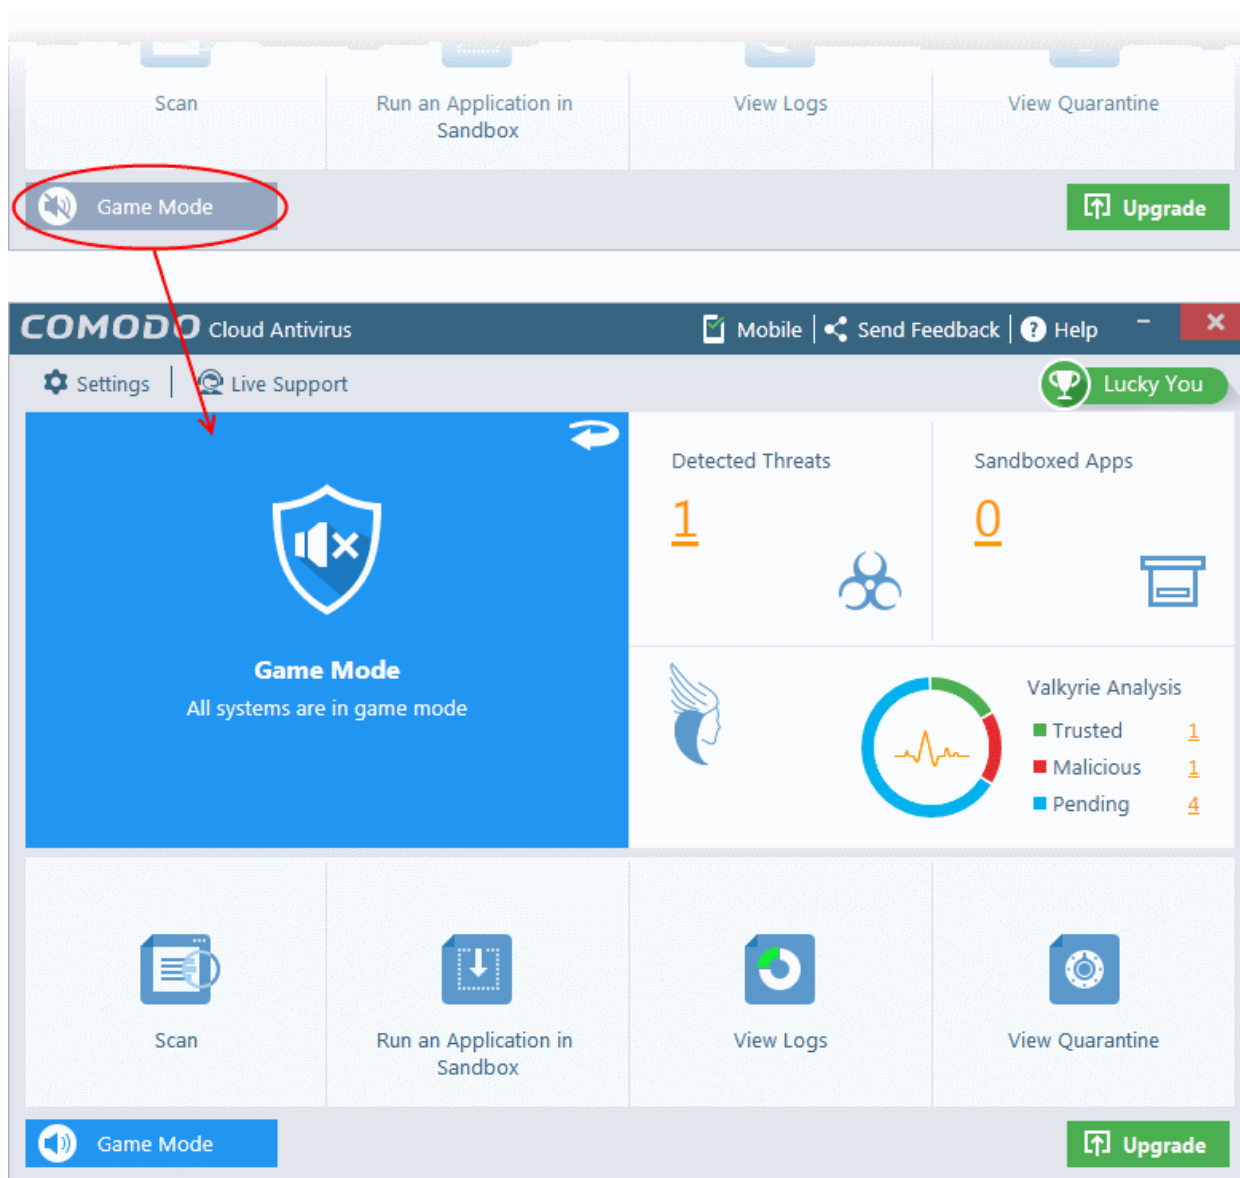 Scan
Run an Application in
Sandbox
View Logs
View Quarantine
Game Mode
Upgrade
COMODO Cloud Antivirus
Mobile
Send Feedback
? Help
Settings
Live Support
Lucky You
Game Mode
All systems are in game mode
Detected Threats
1
Sandboxed Apps
0
Valkyrie Analysis
Trusted 1
Malicious 1
Pending 4
Scan
Run an Application in
Sandbox
View Logs
View Quarantine
Game Mode
Upgrade